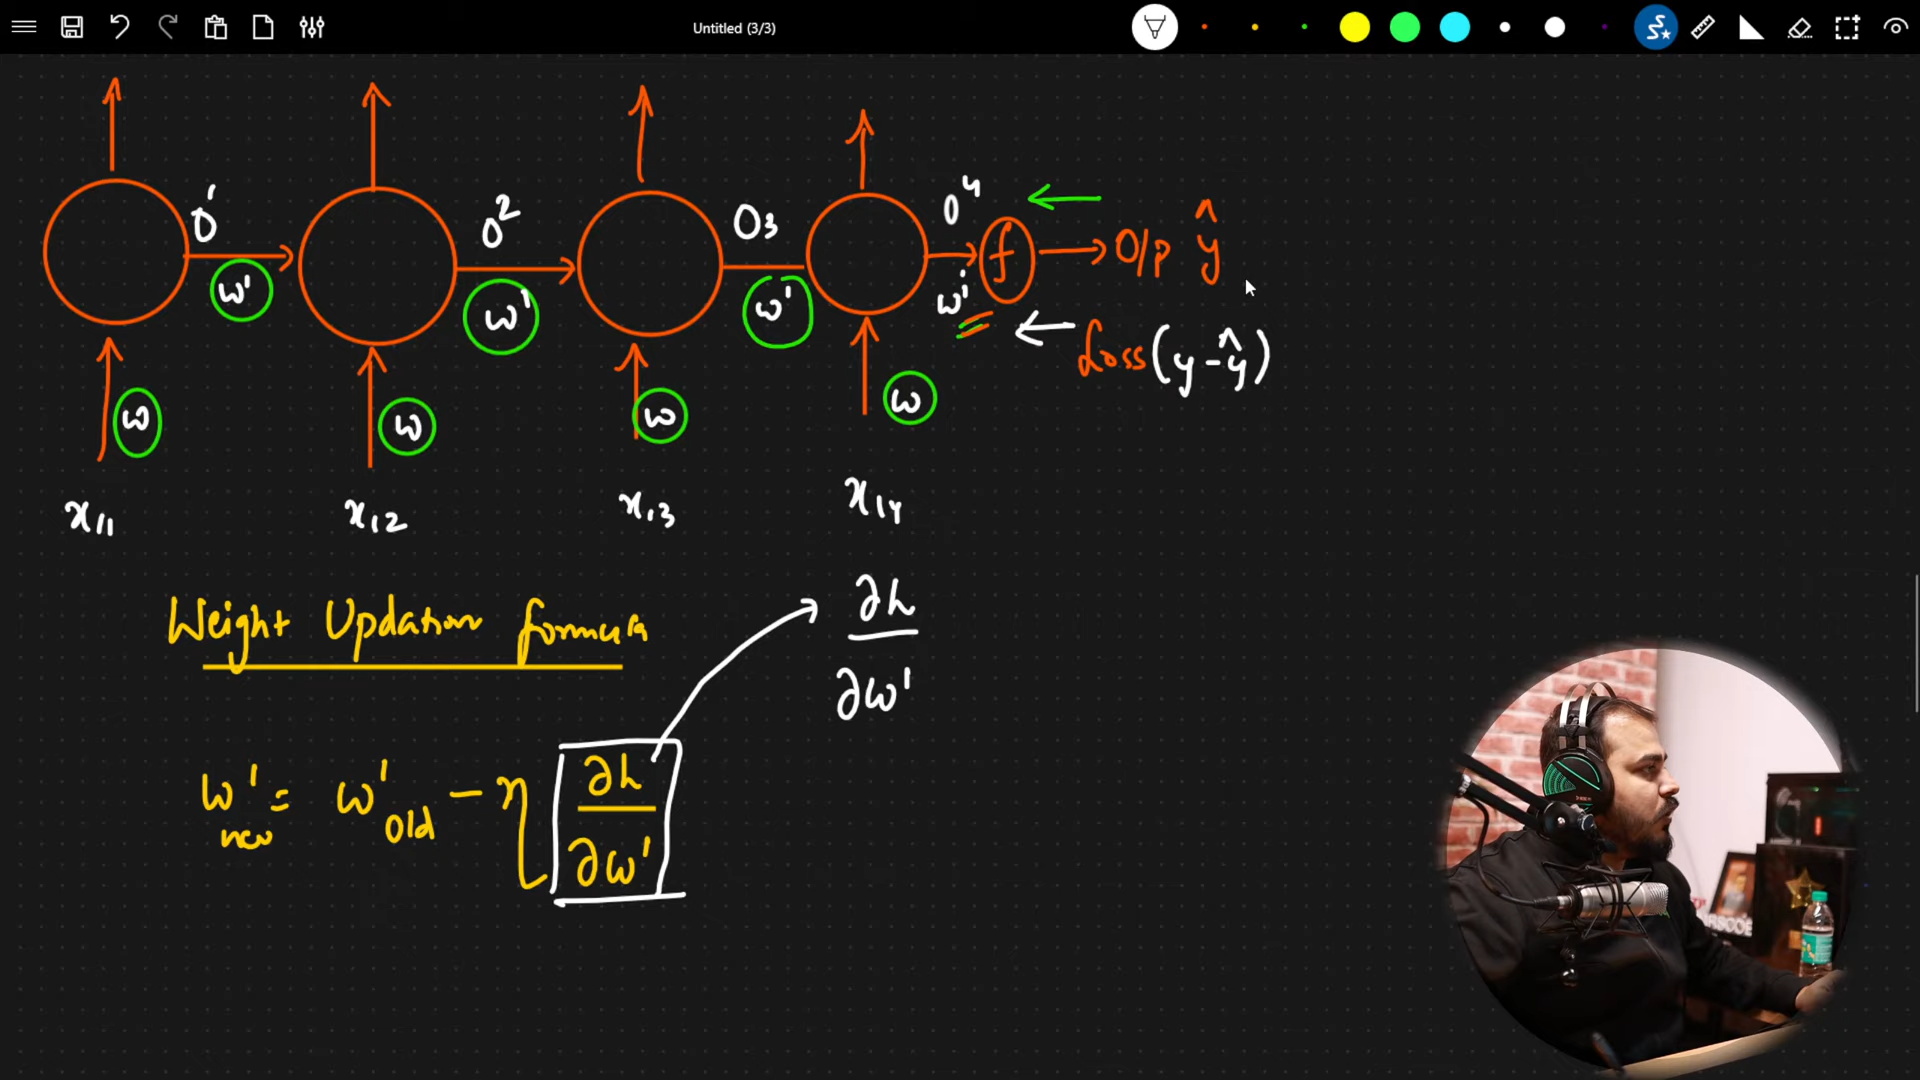 Untitled (3/3)
O¹ O² O3 O⁴ ŷ
w' w' w' w' f O/p
Loss (y - ŷ)
w w w w
x11 x12 x13 x14
Weight Updation formula
∂L
∂w'
w'new = w'old - η ∂L
∂w'